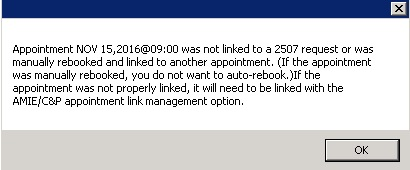 Appointment NOV 15,2016@09:00 was not linked to a 2507 request or was
manually rebooked and linked to another appointment. (If the appointment
was manually rebooked, you do not want to auto-rebook.)If the
appointment was not properly linked, it will need to be linked with the
AMIE/C&P appointment link management option.
OK